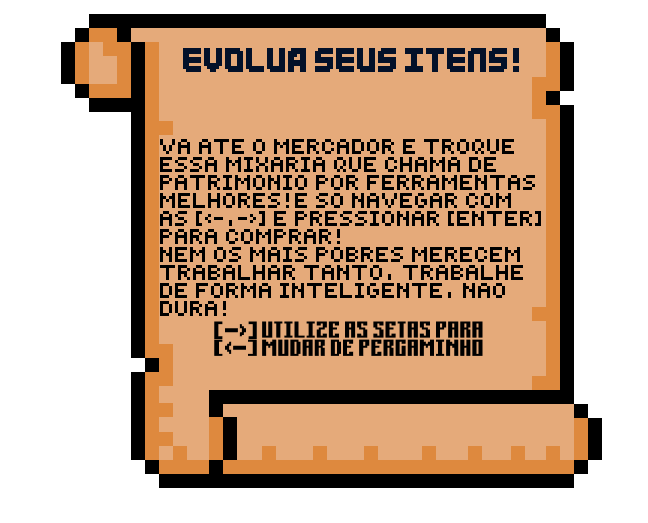 EVOLUA SEUS ITENS!
VA ATE O MERCADOR E TROQUE
ESSA MIXARIA QUE CHAMA DE
PATRIMONIO POR FERRAMENTAS
MELHORES!E SO NAVEGAR COM
AS [<-,->] E PRESSIONAR [ENTER]
PARA COMPRAR!
NEM OS MAIS POBRES MERECEM
TRABALHAR TANTO, TRABALHE
DE FORMA INTELIGENTE, NAO
DURA!
[->] UTILIZE AS SETAS PARA
[<-] MUDAR DE PERGAMINHO